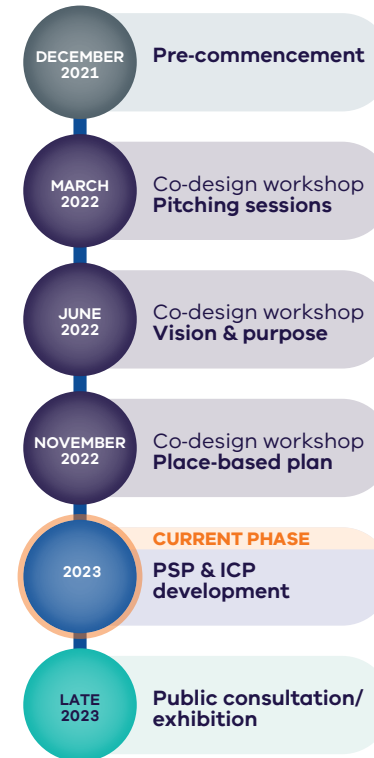 DECEMBER
2021
Pre-commencement
MARCH
2022
Co-design workshop
Pitching sessions
JUNE
2022
Co-design workshop
Vision & purpose
NOVEMBER
2022
Co-design workshop
Place-based plan
2023
CURRENT PHASE
PSP & ICP
development
LATE
2023
Public consultation/
exhibition